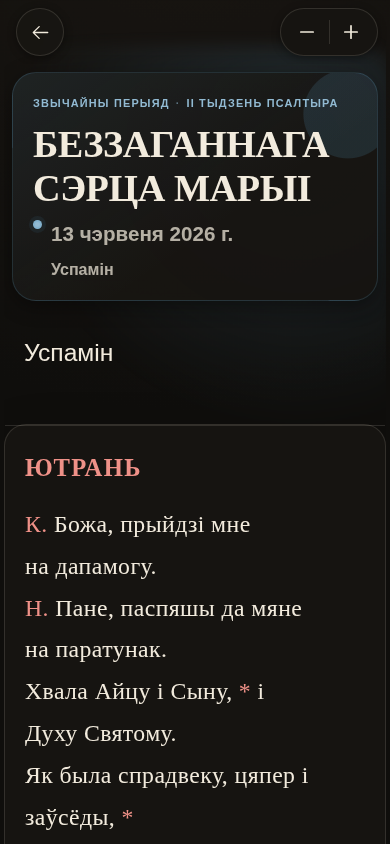 ЗВЫЧАЙНЫ ПЕРЫЯД · II ТЫДЗЕНЬ ПСАЛТЫРА
БЕЗЗАГАННАГА
СЭРЦА МАРЫІ
13 чэрвеня 2026 г.
Успамін
Успамін
ЮТРАНЬ
К. Божа, прыйдзі мне
на дапамогу.
Н. Пане, паспяшы да мяне
на паратунак.
Хвала Айцу і Сыну, * і
Духу Святому.
Як была спрадвеку, цяпер і
заўсёды, *